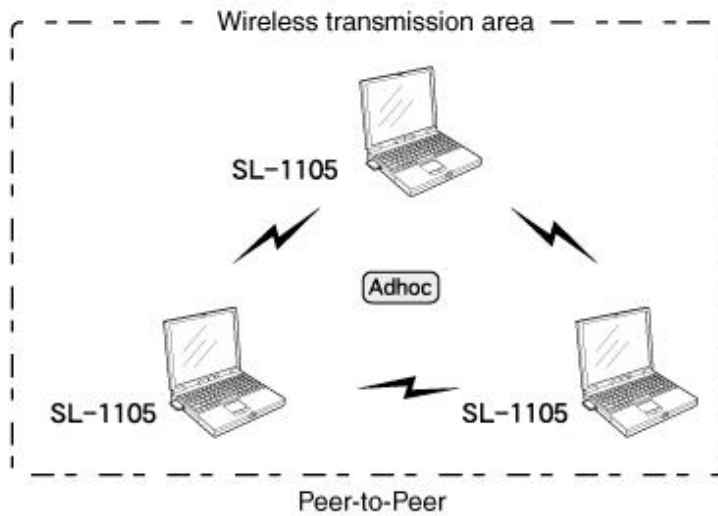 Wireless transmission area
SL-1105
Adhoc
SL-1105
SL-1105
Peer-to-Peer